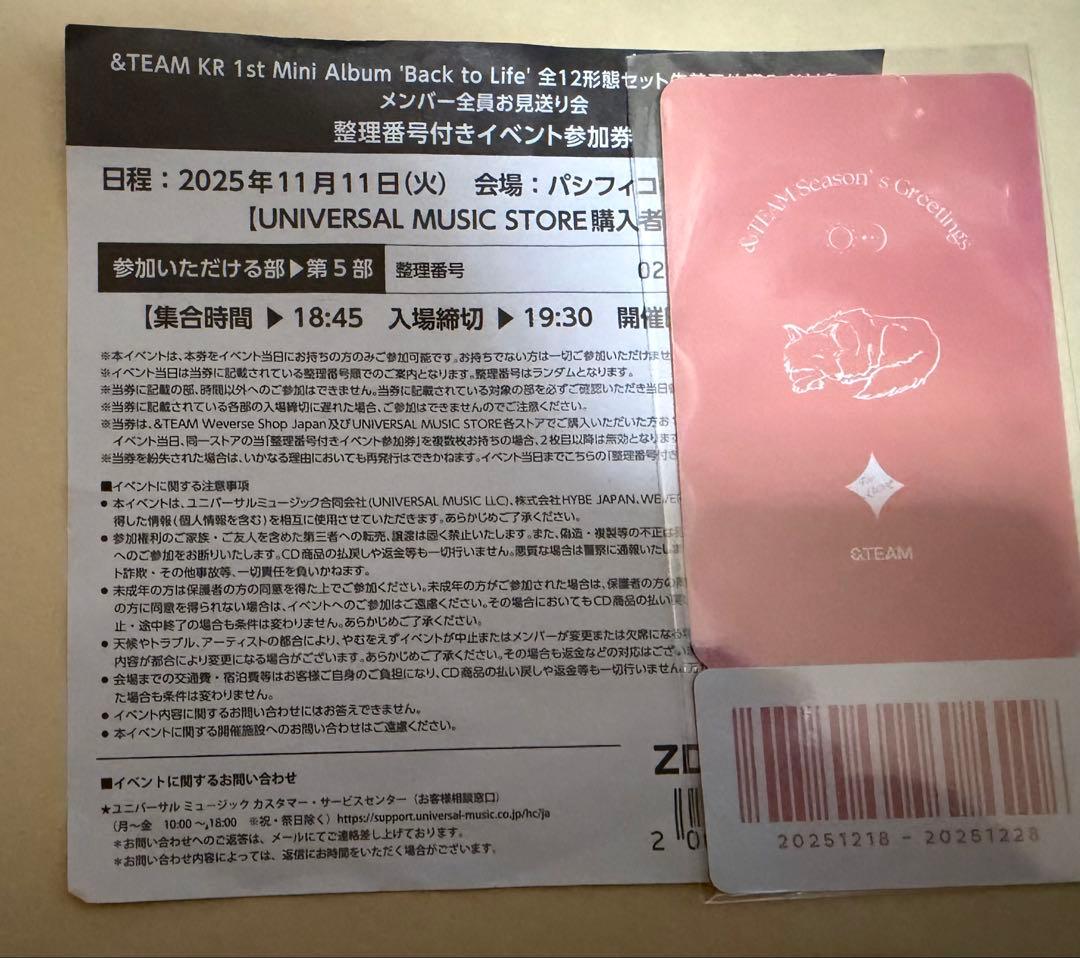 &TEAM KR 1st Mini Album 'Back to Life' 全12形態セット
メンバー全員お見送り会
整理番号付きイベント参加券
日程：2025年11月11日(火) 会場：パシフィコ
【UNIVERSAL MUSIC STORE購入者
参加いただける部▶第5部 整理番号 02
【集合時間 ▶ 18:45 入場締切 ▶ 19:30 開催
※本イベントは、本券をイベント当日にお持ちの方のみご参加可能です。お持ちでない方は一切ご参加いただけませ
※イベント当日は当券に記載されている整理番号順でのご案内となります。整理番号はランダムとなります。
※当券に記載の部、時間以外へのご参加はできません。当券に記載されている対象の部を必ずご確認いただき当日
※当券に記載されている各部の入場締切に遅れた場合、ご参加はできませんのでご注意ください。
※当券は、&TEAM Weverse Shop Japan及びUNIVERSAL MUSIC STORE各ストアでご購入いただいた方お
イベント当日、同一ストアの当「整理番号付きイベント参加券」を複数枚お持ちの場合、2枚目以降は無効となりま
※当券を紛失された場合は、いかなる理由においても再発行はできかねます。イベント当日までこちらの「整理番号付き
■イベントに関する注意事項
● 本イベントは、ユニバーサルミュージック合同会社(UNIVERSAL MUSIC LLC)、株式会社HYBE JAPAN、WEVER
得した情報(個人情報を含む)を相互に使用させていただきます。あらかじめご了承ください。
● 参加権利のご家族・ご友人を含めた第三者への転売、譲渡は固く禁止いたします。また、偽造・複製等の不正は
へのご参加をお断りいたします。CD商品の払戻しや返金等も一切行いません。悪質な場合は警察に通報いたしま
ト詐欺・その他事故等、一切責任を負いかねます。
● 未成年の方は保護者の方の同意を得た上でご参加ください。未成年の方がご参加された場合は、保護者の方の
の方に同意を得られない場合は、イベントへのご参加はご遠慮ください。その場合においてもCD商品の払い
止・途中終了の場合も条件は変わりません。あらかじめご了承ください。
● 天候やトラブル、アーティストの都合により、やむをえずイベントが中止またはメンバーが変更または欠席になる
内容が都合により変更になる場合がございます。あらかじめご了承ください。その場合も返金などの対応はござい
● 会場までの交通費・宿泊費等はお客様ご自身のご負担になり、CD商品の払い戻しや返金等も一切行いません。
た場合も条件は変わりません。
● イベント内容に関するお問い合わせにはお答えできません。
● 本イベントに関する開催施設へのお問い合わせはご遠慮ください。
■イベントに関するお問い合わせ
★ユニバーサル ミュージック カスタマー・サービスセンター（お客様相談窓口）
(月～金 10:00～18:00 ※祝・祭日除く) https://support.universal-music.co.jp/hc/ja
＊お問い合わせへのご返答は、メールにてご連絡差し上げております。
＊お問い合わせ内容によっては、返信にお時間をいただく場合がございます。
ZD
2 0
&TEAM Season's Greetings
&TEAM
20251218 - 20251228